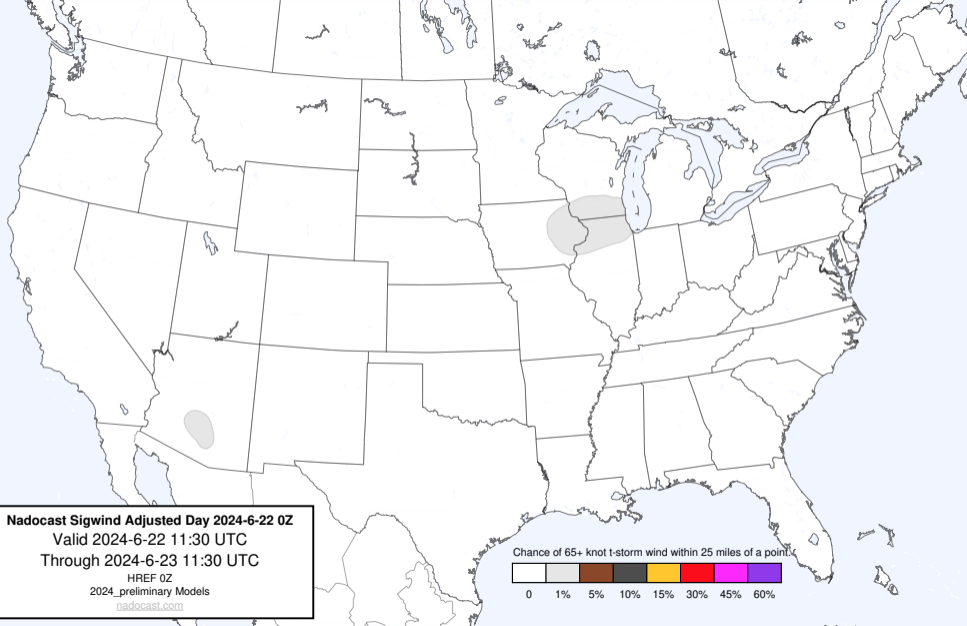 Nadocast Sigwind Adjusted Day 2024-6-22 0Z
Valid 2024-6-22 11:30 UTC
Through 2024-6-23 11:30 UTC
HREF 0Z
2024_preliminary Models
nadocast.com
Chance of 65+ knot t-storm wind within 25 miles of a point.
0 1% 5% 10% 15% 30% 45% 60%